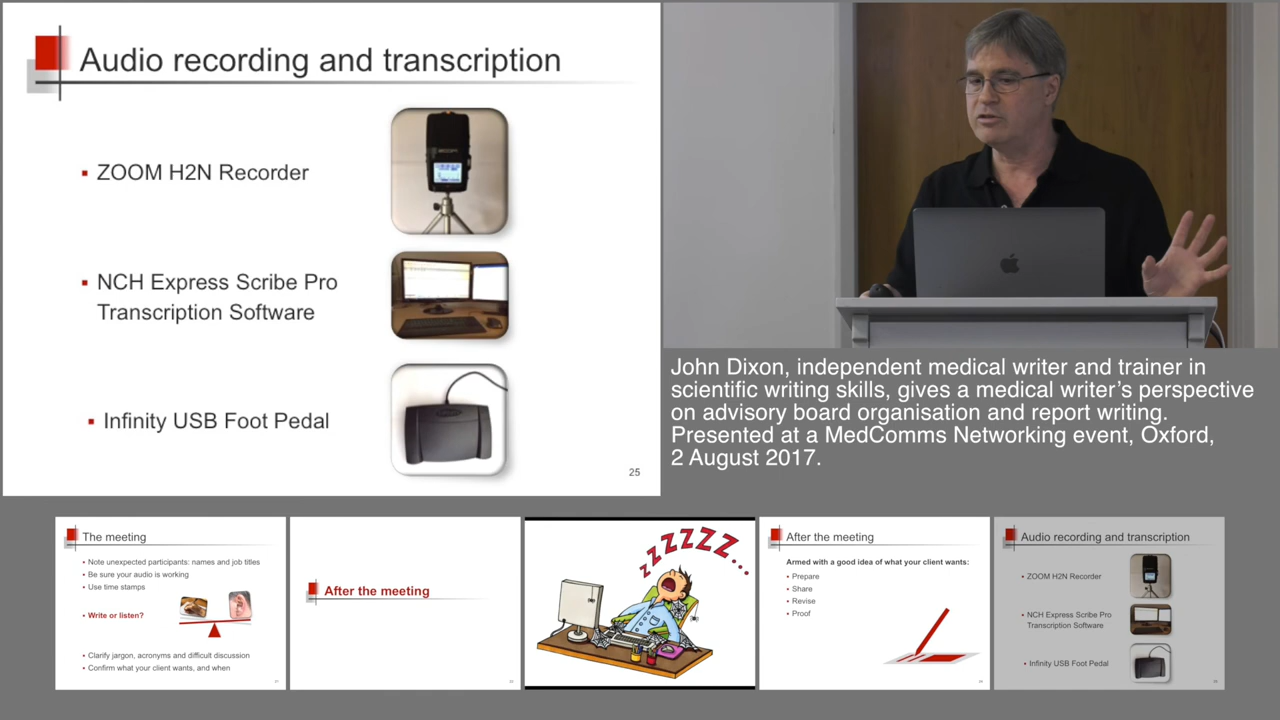 Audio recording and transcription
▪ ZOOM H2N Recorder
▪ NCH Express Scribe Pro
Transcription Software
▪ Infinity USB Foot Pedal
25
John Dixon, independent medical writer and trainer in
scientific writing skills, gives a medical writer’s perspective
on advisory board organisation and report writing.
Presented at a MedComms Networking event, Oxford,
2 August 2017.
The meeting
▪ Note unexpected participants: names and job titles
▪ Be sure your audio is working
▪ Use time stamps
▪ Write or listen?
▪ Clarify jargon, acronyms and difficult discussion
▪ Confirm what your client wants, and when
After the meeting
zzzZZZZ...
After the meeting
Armed with a good idea of what your client wants:
▪ Prepare
▪ Share
▪ Revise
▪ Proof
Audio recording and transcription
▪ ZOOM H2N Recorder
▪ NCH Express Scribe Pro
Transcription Software
▪ Infinity USB Foot Pedal